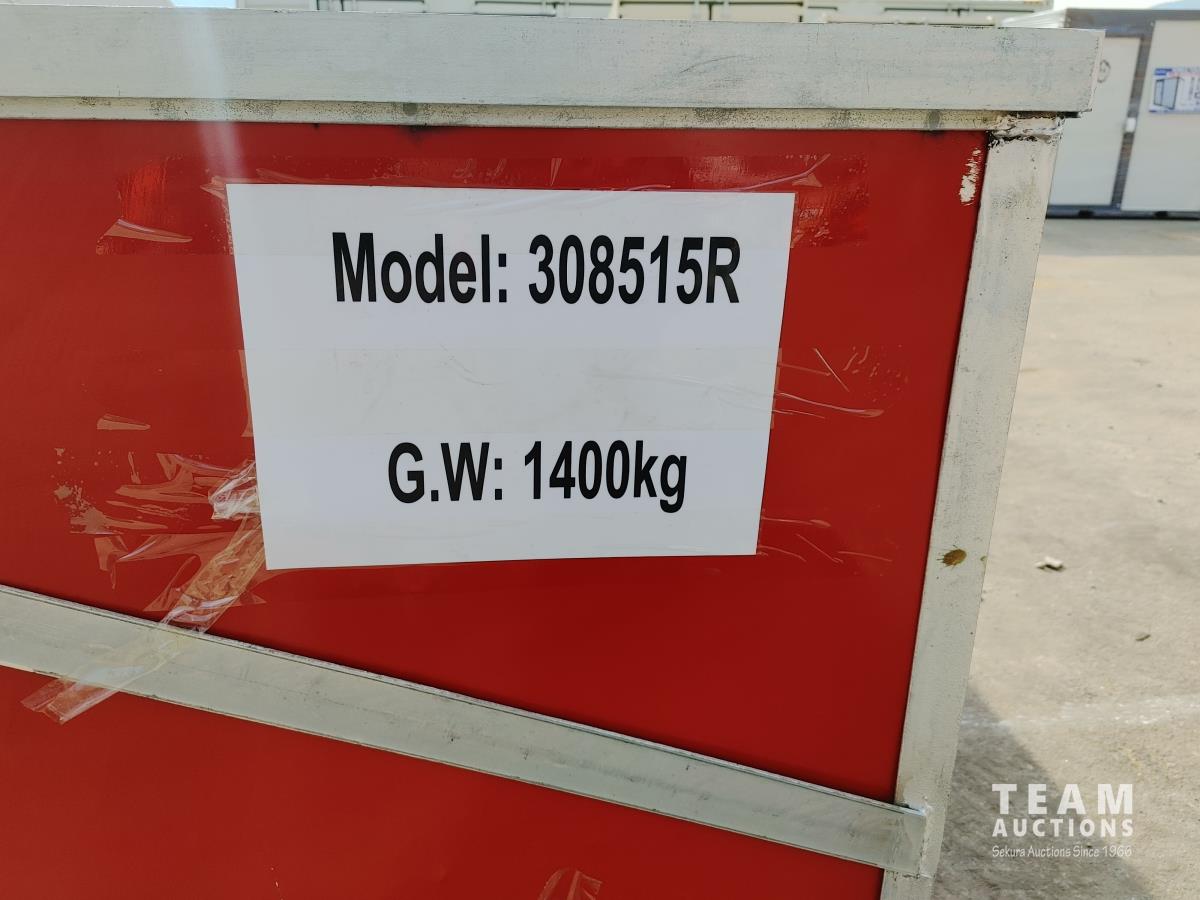 Model: 308515R
G.W: 1400kg
TEAM
AUCTIONS
Sekura Auctions Since 1966